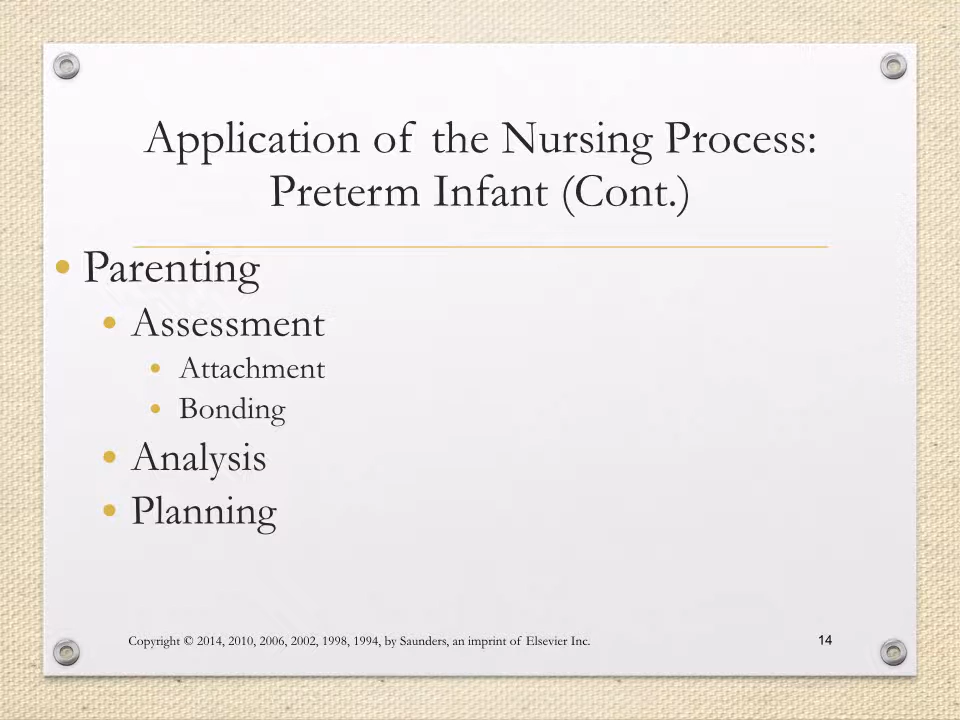 Application of the Nursing Process:
Preterm Infant (Cont.)
• Parenting
• Assessment
• Attachment
• Bonding
• Analysis
• Planning
Copyright © 2014, 2010, 2006, 2002, 1998, 1994, by Saunders, an imprint of Elsevier Inc.
14